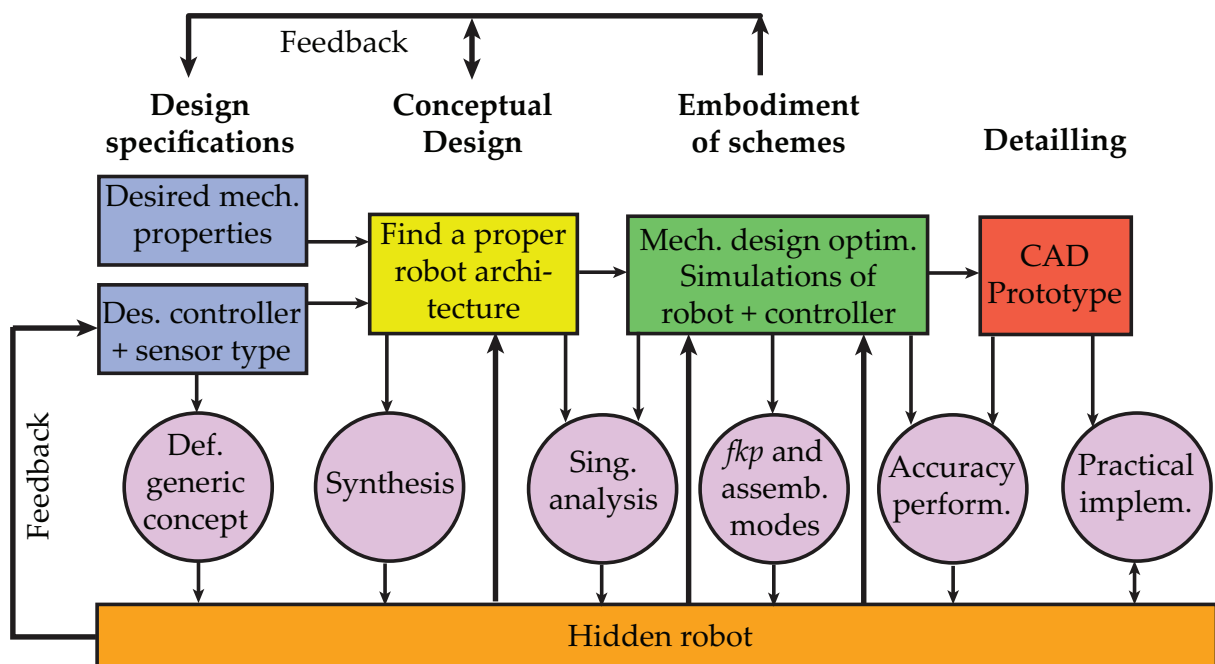 Feedback
Design
specifications
Conceptual
Design
Embodiment
of schemes
Detailling
Desired mech.
properties
Des. controller
+ sensor type
Find a proper
robot archi-
tecture
Mech. design optim.
Simulations of
robot + controller
CAD
Prototype
Feedback
Def.
generic
concept
Synthesis
Sing.
analysis
fkp and
assemb.
modes
Accuracy
perform.
Practical
implem.
Hidden robot